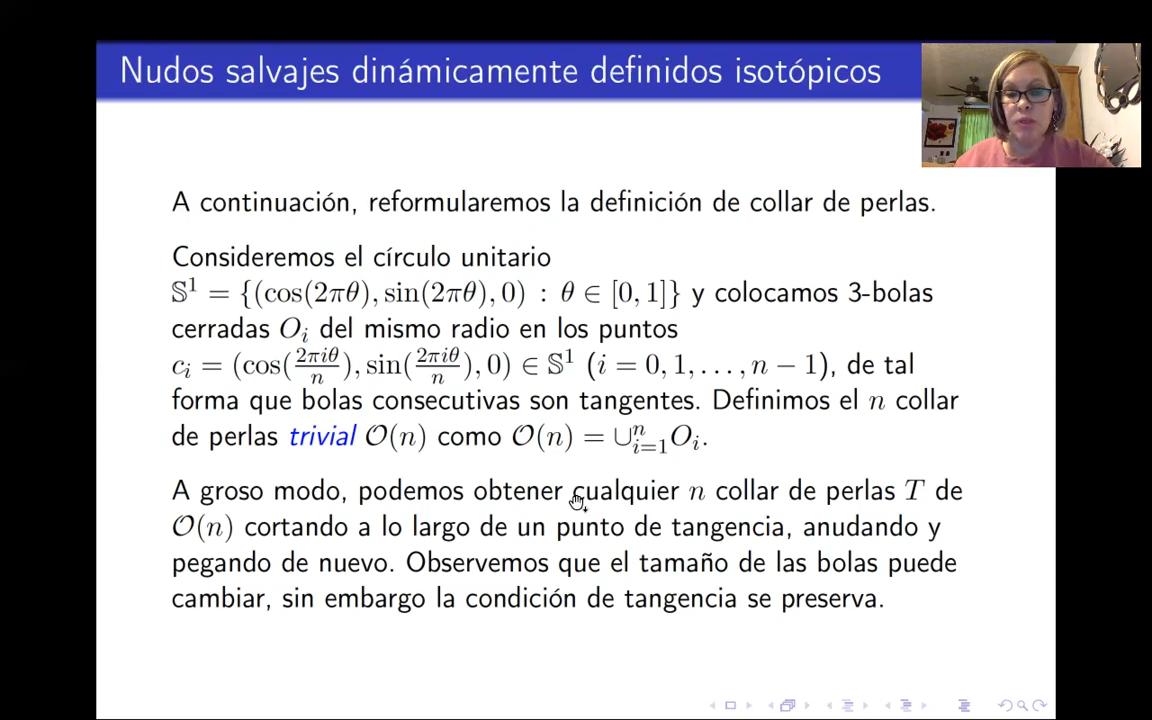 Nudos salvajes dinámicamente definidos isotópicos
A continuación, reformularemos la definición de collar de perlas.
Consideremos el círculo unitario
𝕊¹ = {(cos(2πθ), sin(2πθ), 0) : θ ∈ [0, 1]} y colocamos 3-bolas
cerradas Oᵢ del mismo radio en los puntos
cᵢ = (cos(2πiθ/n), sin(2πiθ/n), 0) ∈ 𝕊¹ (i = 0, 1, . . . , n − 1), de tal
forma que bolas consecutivas son tangentes. Definimos el n collar
de perlas trivial 𝒪(n) como 𝒪(n) = ∪ⁿᵢ₌₁Oᵢ.
A groso modo, podemos obtener cualquier n collar de perlas T de
𝒪(n) cortando a lo largo de un punto de tangencia, anudando y
pegando de nuevo. Observemos que el tamaño de las bolas puede
cambiar, sin embargo la condición de tangencia se preserva.